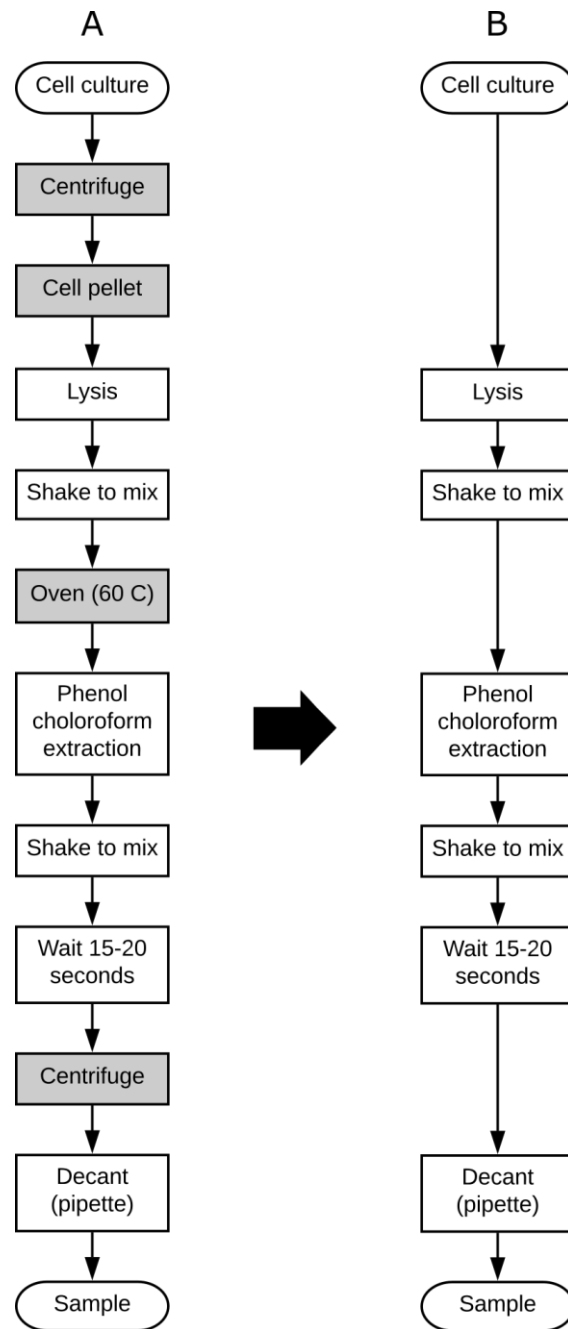 A
Cell culture
Centrifuge
Cell pellet
Lysis
Shake to mix
Oven (60 C)
Phenol
choloroform
extraction
Shake to mix
Wait 15-20
seconds
Centrifuge
Decant
(pipette)
Sample
B
Cell culture
Lysis
Shake to mix
Phenol
choloroform
extraction
Shake to mix
Wait 15-20
seconds
Decant
(pipette)
Sample